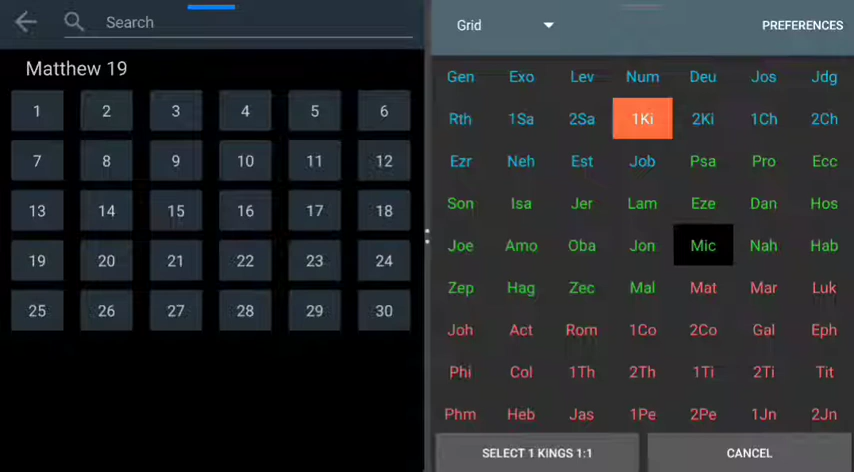 Search
Matthew 19
1 2 3 4 5 6
7 8 9 10 11 12
13 14 15 16 17 18
19 20 21 22 23 24
25 26 27 28 29 30
Grid PREFERENCES
Gen Exo Lev Num Deu Jos Jdg
Rth 1Sa 2Sa 1Ki 2Ki 1Ch 2Ch
Ezr Neh Est Job Psa Pro Ecc
Son Isa Jer Lam Eze Dan Hos
Joe Amo Oba Jon Mic Nah Hab
Zep Hag Zec Mal Mat Mar Luk
Joh Act Rom 1Co 2Co Gal Eph
Phi Col 1Th 2Th 1Ti 2Ti Tit
Phm Heb Jas 1Pe 2Pe 1Jn 2Jn
SELECT 1 KINGS 1:1 CANCEL